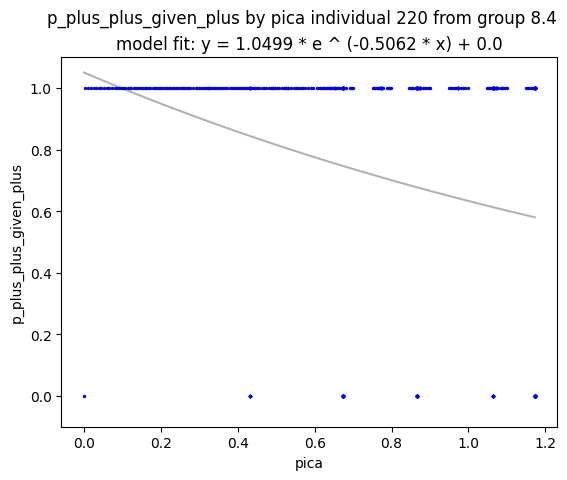 p_plus_plus_given_plus by pica individual 220 from group 8.4
model fit: y = 1.0499 * e ^ (-0.5062 * x) + 0.0
1.0
0.8
0.6
0.4
0.2
0.0
p_plus_plus_given_plus
0.0 0.2 0.4 0.6 0.8 1.0 1.2
pica